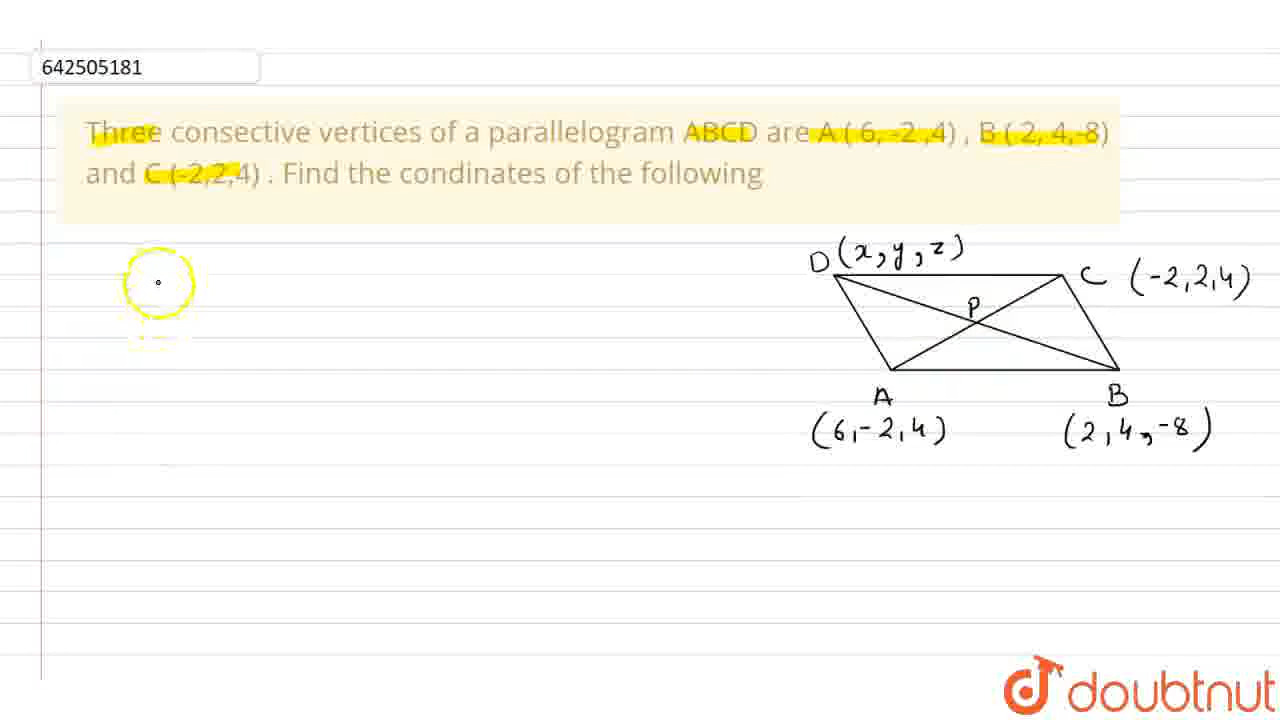 642505181
Three consective vertices of a parallelogram ABCD are A ( 6, -2 ,4) , B ( 2, 4,-8)
and C (-2,2,4) . Find the condinates of the following
D (x, y, z)
C (-2,2,4)
P
A
B
(6,-2,4)
(2,4,-8)
doubtnut